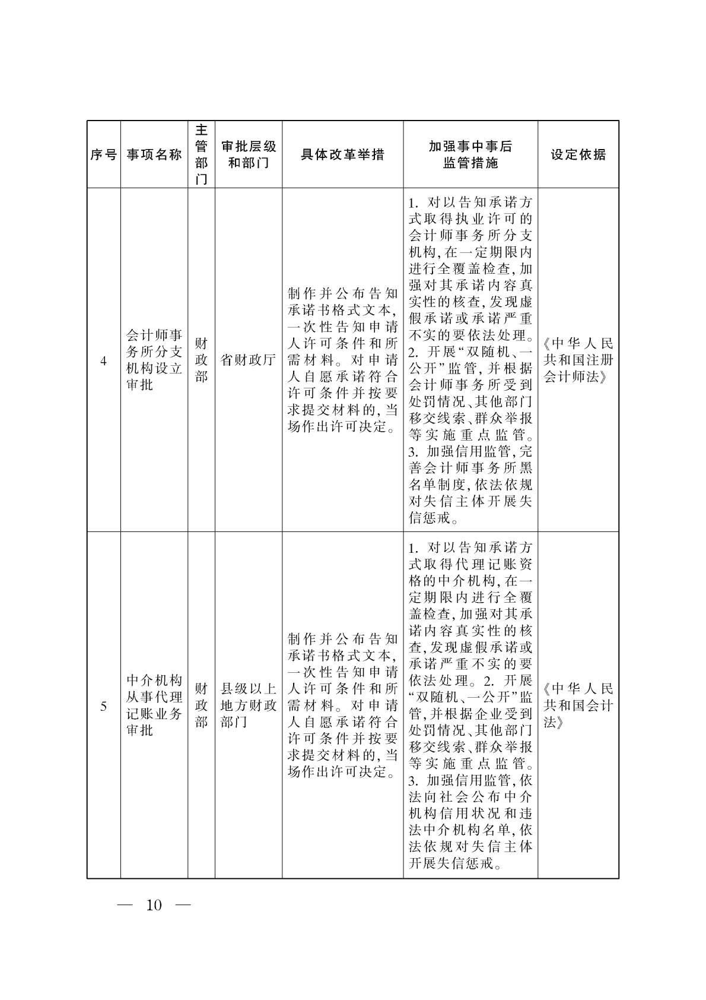 序号
事项名称
主
管
部
门
审批层级
和部门
具体改革举措
加强事中事后
监管措施
设定依据
4
会计师事
务所分支
机构设立
审批
财
政
部
省财政厅
制作并公布告知
承诺书格式文本,
一次性告知申请
人许可条件和所
需材料。对申请
人自愿承诺符合
许可条件并按要
求提交材料的,当
场作出许可决定。
1. 对以告知承诺方
式取得执业许可的
会计师事务所分支
机构,在一定期限内
进行全覆盖检查,加
强对其承诺内容真
实性的核查,发现虚
假承诺或承诺严重
不实的要依法处理。
2. 开展“双随机、一
公开”监管,并根据
会计师事务所受到
处罚情况、其他部门
移交线索、群众举报
等实施重点监管。
3. 加强信用监管,完
善会计师事务所黑
名单制度,依法依规
对失信主体开展失
信惩戒。
《中华人民
共和国注册
会计师法》
5
中介机构
从事代理
记账业务
审批
财
政
部
县级以上
地方财政
部门
制作并公布告知
承诺书格式文本,
一次性告知申请
人许可条件和所
需材料。对申请
人自愿承诺符合
许可条件并按要
求提交材料的,当
场作出许可决定。
1. 对以告知承诺方
式取得代理记账资
格的中介机构,在一
定期限内进行全覆
盖检查,加强对其承
诺内容真实性的核
查,发现虚假承诺或
承诺严重不实的要
依法处理。2. 开展
“双随机、一公开”监
管,并根据企业受到
处罚情况、其他部门
移交线索、群众举报
等实施重点监管。
3. 加强信用监管,依
法向社会公布中介
机构信用状况和违
法中介机构名单,依
法依规对失信主体
开展失信惩戒。
《中华人民
共和国会计
法》
— 10 —